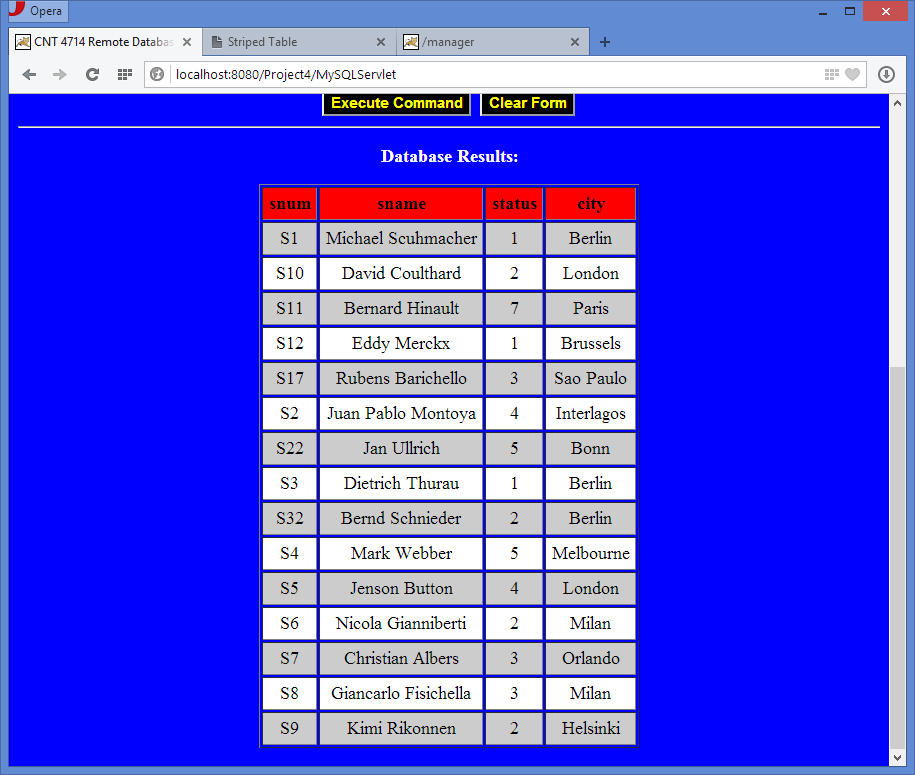 Opera
CNT 4714 Remote Databas
Striped Table
/manager
localhost:8080/Project4/MySQLServlet
Execute Command Clear Form
Database Results:
snum sname status city
S1 Michael Scuhmacher 1 Berlin
S10 David Coulthard 2 London
S11 Bernard Hinault 7 Paris
S12 Eddy Merckx 1 Brussels
S17 Rubens Barichello 3 Sao Paulo
S2 Juan Pablo Montoya 4 Interlagos
S22 Jan Ullrich 5 Bonn
S3 Dietrich Thurau 1 Berlin
S32 Bernd Schnieder 2 Berlin
S4 Mark Webber 5 Melbourne
S5 Jenson Button 4 London
S6 Nicola Gianniberti 2 Milan
S7 Christian Albers 3 Orlando
S8 Giancarlo Fisichella 3 Milan
S9 Kimi Rikonnen 2 Helsinki